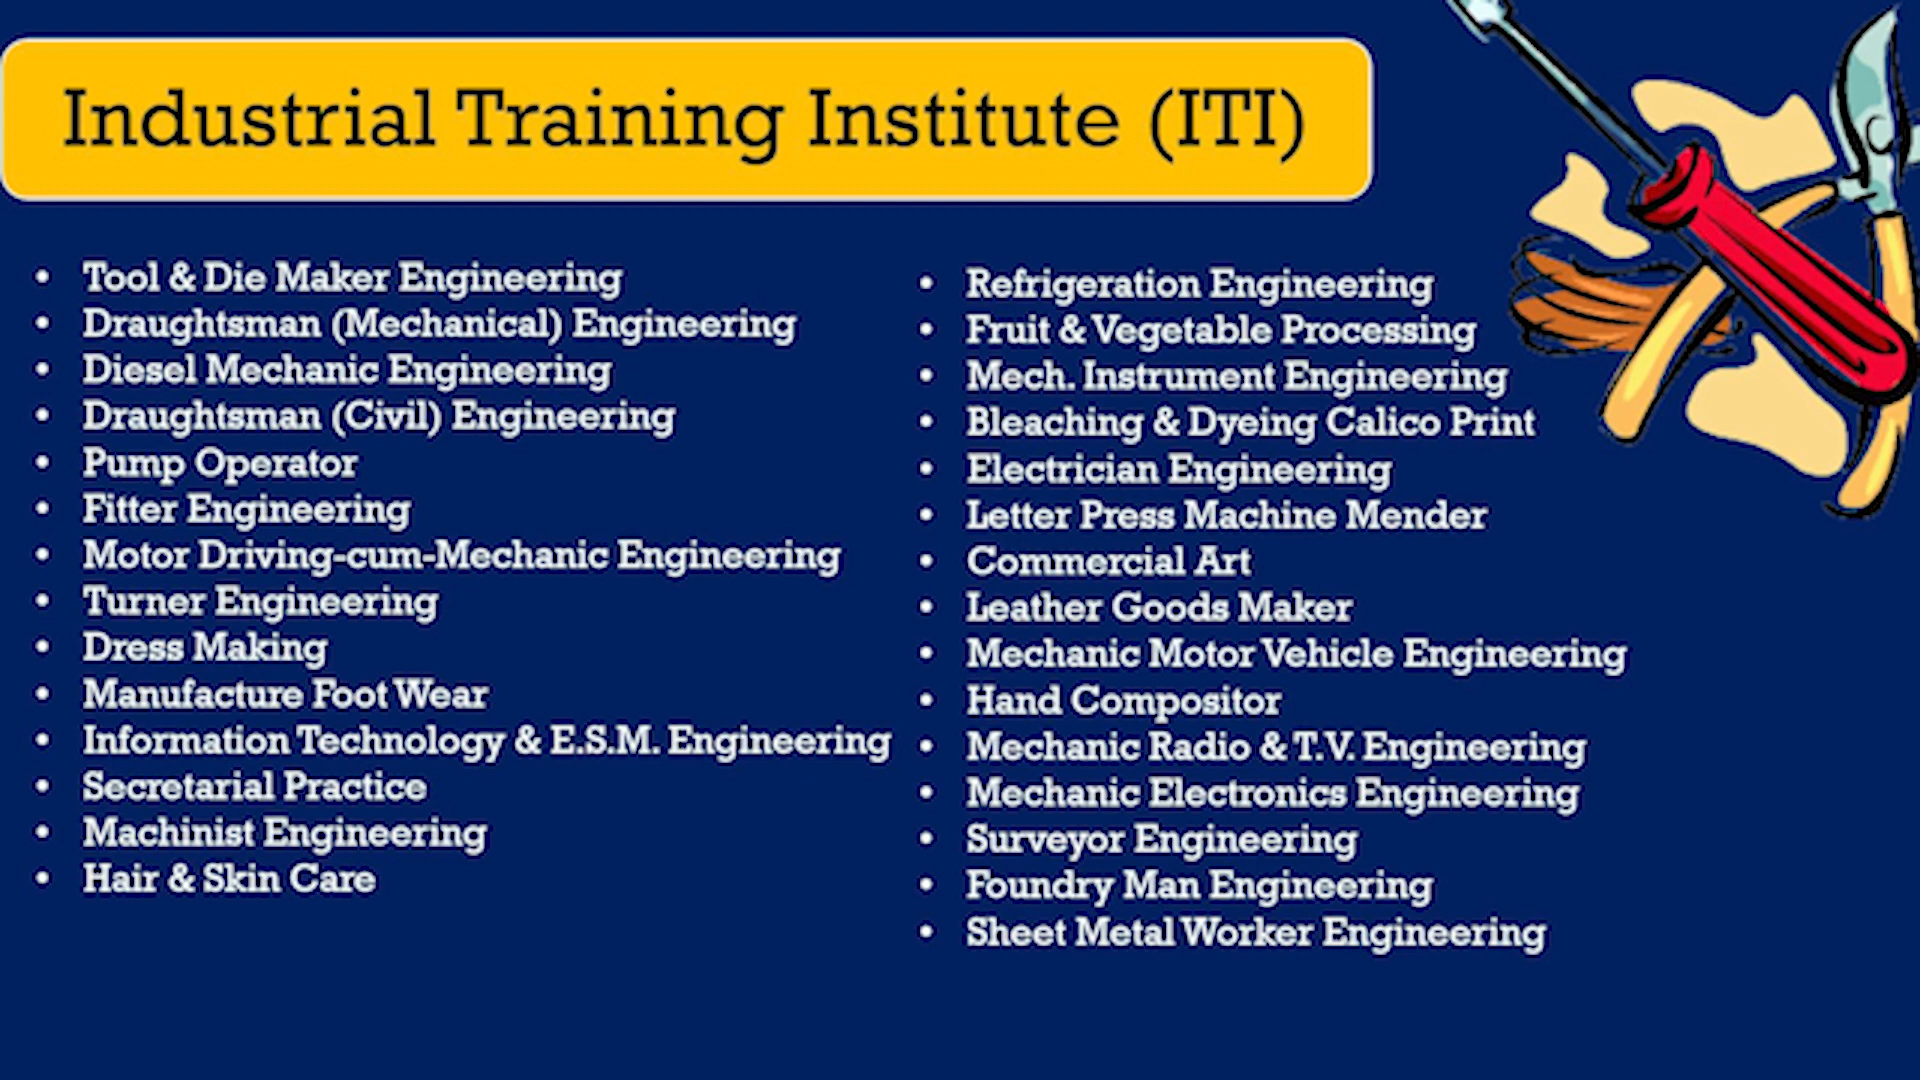 Industrial Training Institute (ITI)
• Tool & Die Maker Engineering
• Draughtsman (Mechanical) Engineering
• Diesel Mechanic Engineering
• Draughtsman (Civil) Engineering
• Pump Operator
• Fitter Engineering
• Motor Driving-cum-Mechanic Engineering
• Turner Engineering
• Dress Making
• Manufacture Foot Wear
• Information Technology & E.S.M. Engineering
• Secretarial Practice
• Machinist Engineering
• Hair & Skin Care
• Refrigeration Engineering
• Fruit & Vegetable Processing
• Mech. Instrument Engineering
• Bleaching & Dyeing Calico Print
• Electrician Engineering
• Letter Press Machine Mender
• Commercial Art
• Leather Goods Maker
• Mechanic Motor Vehicle Engineering
• Hand Compositor
• Mechanic Radio & T.V. Engineering
• Mechanic Electronics Engineering
• Surveyor Engineering
• Foundry Man Engineering
• Sheet Metal Worker Engineering